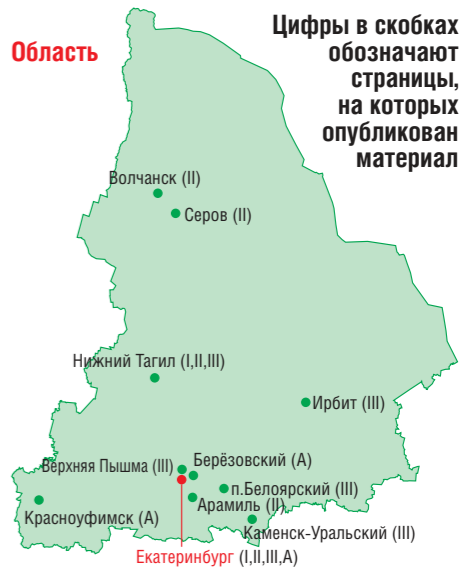 Область
Цифры в скобках
обозначают
страницы,
на которых
опубликован
материал
Волчанск (II)
Серов (II)
Нижний Тагил (I,II,III)
Ирбит (III)
Верхняя Пышма (III)
Берёзовский (А)
п.Белоярский (III)
Арамиль (II)
Красноуфимск (А)
Каменск-Уральский (III)
Екатеринбург (I,II,III,А)